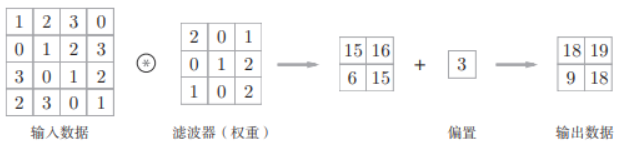 1 2 3 0
0 1 2 3
3 0 1 2
2 3 0 1
⊛
2 0 1
0 1 2
1 0 2
15 16
6 15
+
3
18 19
9 18
输入数据
滤波器（权重）
偏置
输出数据